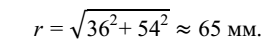 r = √36²+ 54² ≈ 65 мм.